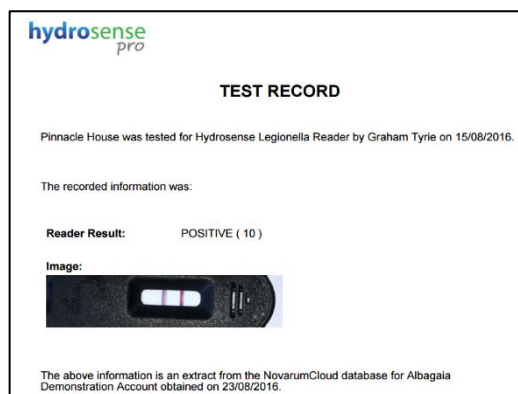 hydrosense
pro
TEST RECORD
Pinnacle House was tested for Hydrosense Legionella Reader by Graham Tyrie on 15/08/2016.
The recorded information was:
Reader Result: POSITIVE ( 10 )
Image:
The above information is an extract from the NovarumCloud database for Albagaia
Demonstration Account obtained on 23/08/2016.